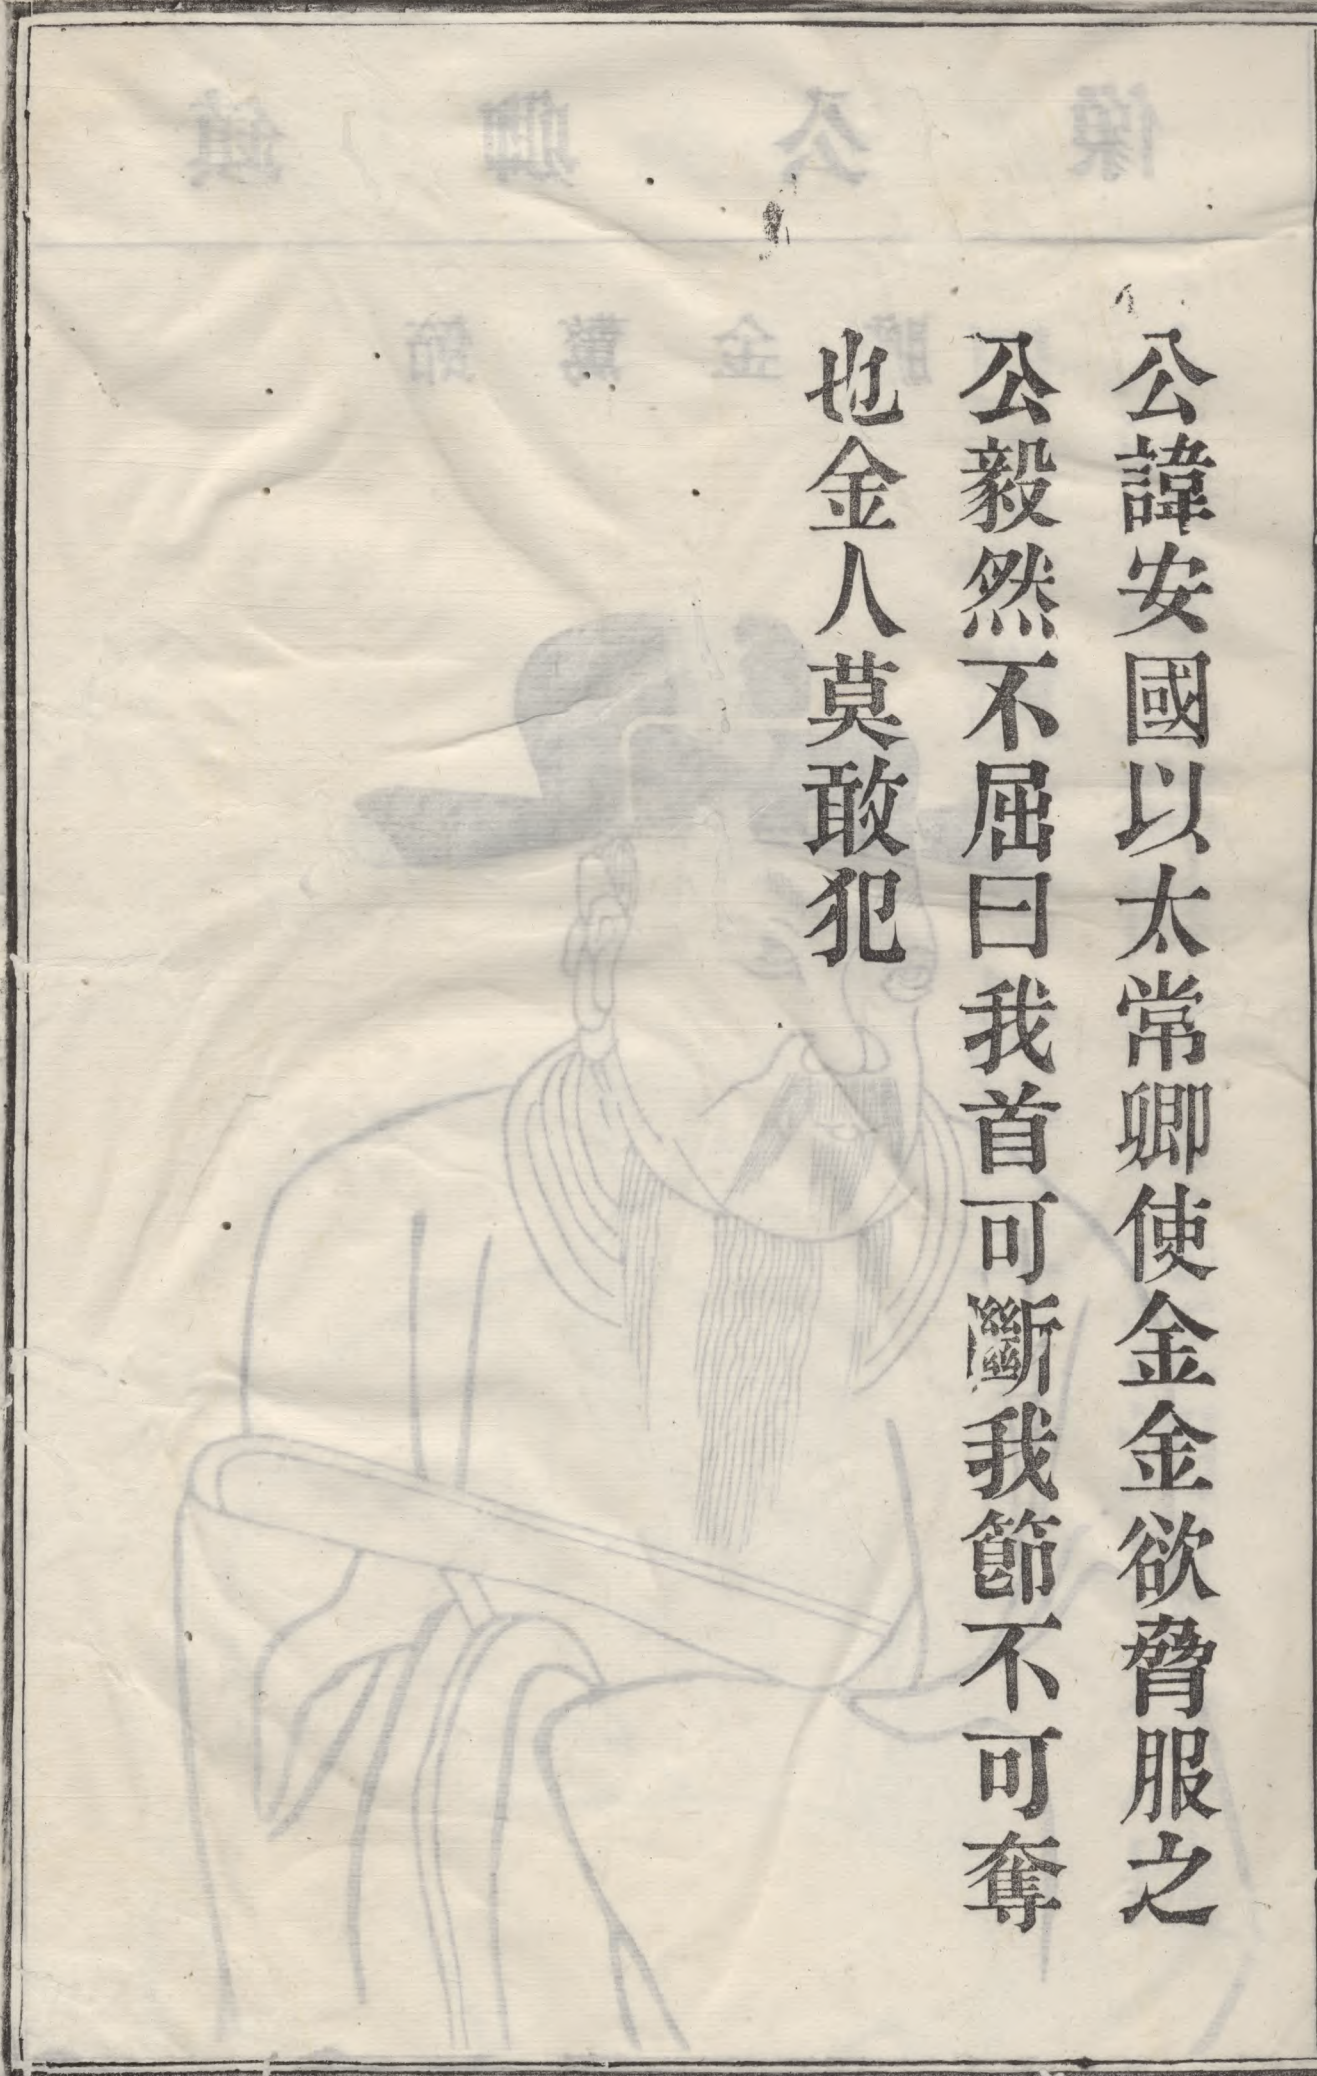 公諱安國以太常卿使金金欲脅服之
公毅然不屈曰我首可斷我節不可奪
也金人莫敢犯